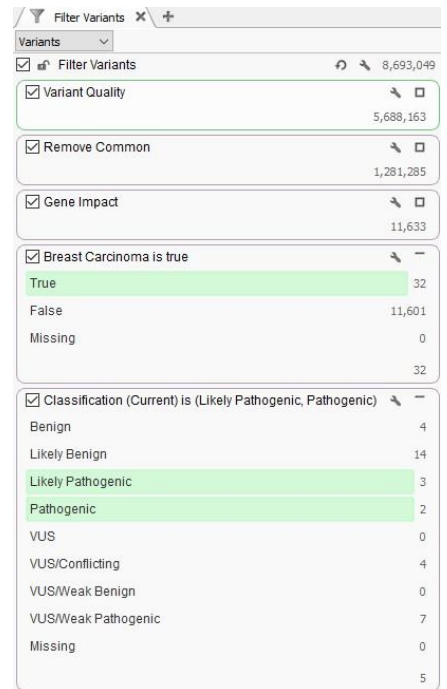 Filter Variants
Variants
Filter Variants 8,693,049
Variant Quality
5,688,163
Remove Common
1,281,285
Gene Impact
11,633
Breast Carcinoma is true
True 32
False 11,601
Missing 0
32
Classification (Current) is (Likely Pathogenic, Pathogenic)
Benign 4
Likely Benign 14
Likely Pathogenic 3
Pathogenic 2
VUS 0
VUS/Conflicting 4
VUS/Weak Benign 0
VUS/Weak Pathogenic 7
Missing 0
5